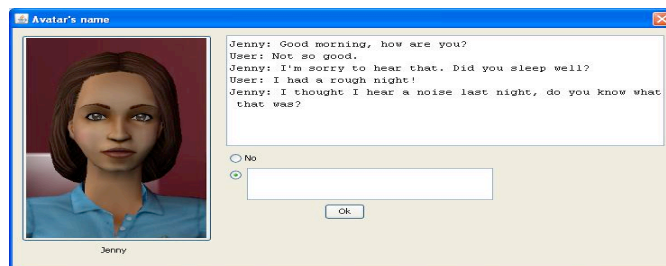 Avatar's name
Jenny: Good morning, how are you?
User: Not so good.
Jenny: I'm sorry to hear that. Did you sleep well?
User: I had a rough night!
Jenny: I thought I hear a noise last night, do you know what
that was?
No
Ok
Jenny